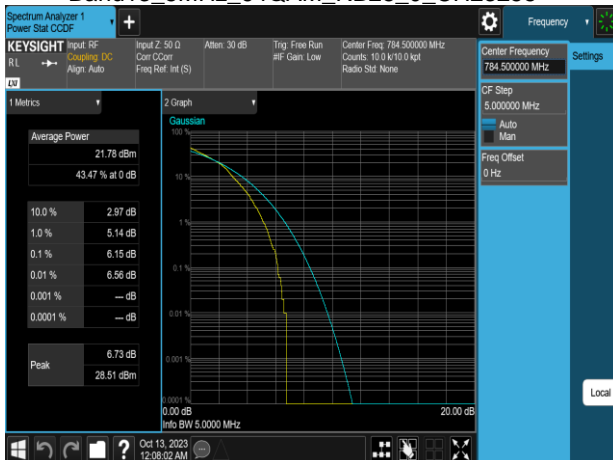 Spectrum Analyzer 1
Power Stat CCDF
Frequency
KEYSIGHT
RL
LXI
Input: RF
Coupling: DC
Align: Auto
Input Z: 50 Ω
Corr CCorr
Freq Ref: Int (S)
Atten: 30 dB
Trig: Free Run
#IF Gain: Low
Center Freq: 784.500000 MHz
Counts: 10.0 k/10.0 kpt
Radio Std: None
Center Frequency
784.500000 MHz
Settings
CF Step
5.000000 MHz
Auto
Man
Freq Offset
0 Hz
1 Metrics
Average Power
21.78 dBm
43.47 % at 0 dB
10.0 % 2.97 dB
1.0 % 5.14 dB
0.1 % 6.15 dB
0.01 % 6.56 dB
0.001 % --- dB
0.0001 % --- dB
Peak
6.73 dB
28.51 dBm
2 Graph
Gaussian
100 %
10 %
1 %
0.1 %
0.01 %
0.001 %
0.0001 %
0.00 dB
20.00 dB
Info BW 5.0000 MHz
Local
?
Oct 13, 2023
12:08:02 AM